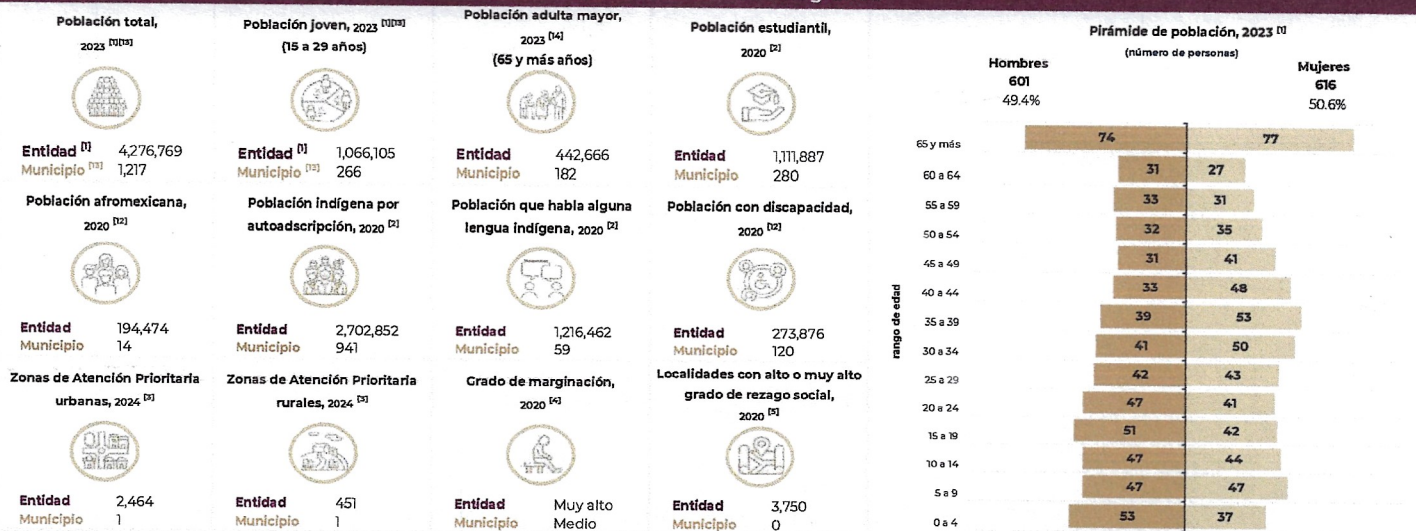 Población total,
2023 [1][13]
Entidad [1] 4,276,769
Municipio [13] 1,217
Población joven, 2023 [1][13]
(15 a 29 años)
Entidad [1] 1,066,105
Municipio [13] 266
Población adulta mayor,
2023 [14]
(65 y más años)
Entidad 442,666
Municipio 182
Población estudiantil,
2020 [2]
Entidad 1,111,887
Municipio 280
Población afromexicana,
2020 [12]
Entidad 194,474
Municipio 14
Población indígena por
autoadscripción, 2020 [2]
Entidad 2,702,852
Municipio 941
Población que habla alguna
lengua indígena, 2020 [2]
Entidad 1,216,462
Municipio 59
Población con discapacidad,
2020 [12]
Entidad 273,876
Municipio 120
Zonas de Atención Prioritaria
urbanas, 2024 [3]
Entidad 2,464
Municipio 1
Zonas de Atención Prioritaria
rurales, 2024 [3]
Entidad 451
Municipio 1
Grado de marginación,
2020 [4]
Entidad Muy alto
Municipio Medio
Localidades con alto o muy alto
grado de rezago social,
2020 [5]
Entidad 3,750
Municipio 0
Pirámide de población, 2023 [1]
(número de personas)
Hombres
601
49.4%
Mujeres
616
50.6%
rango de edad
65 y más 74 77
60 a 64 31 27
55 a 59 33 31
50 a 54 32 35
45 a 49 31 41
40 a 44 33 48
35 a 39 39 53
30 a 34 41 50
25 a 29 42 43
20 a 24 47 41
15 a 19 51 42
10 a 14 47 44
5 a 9 47 47
0 a 4 53 37